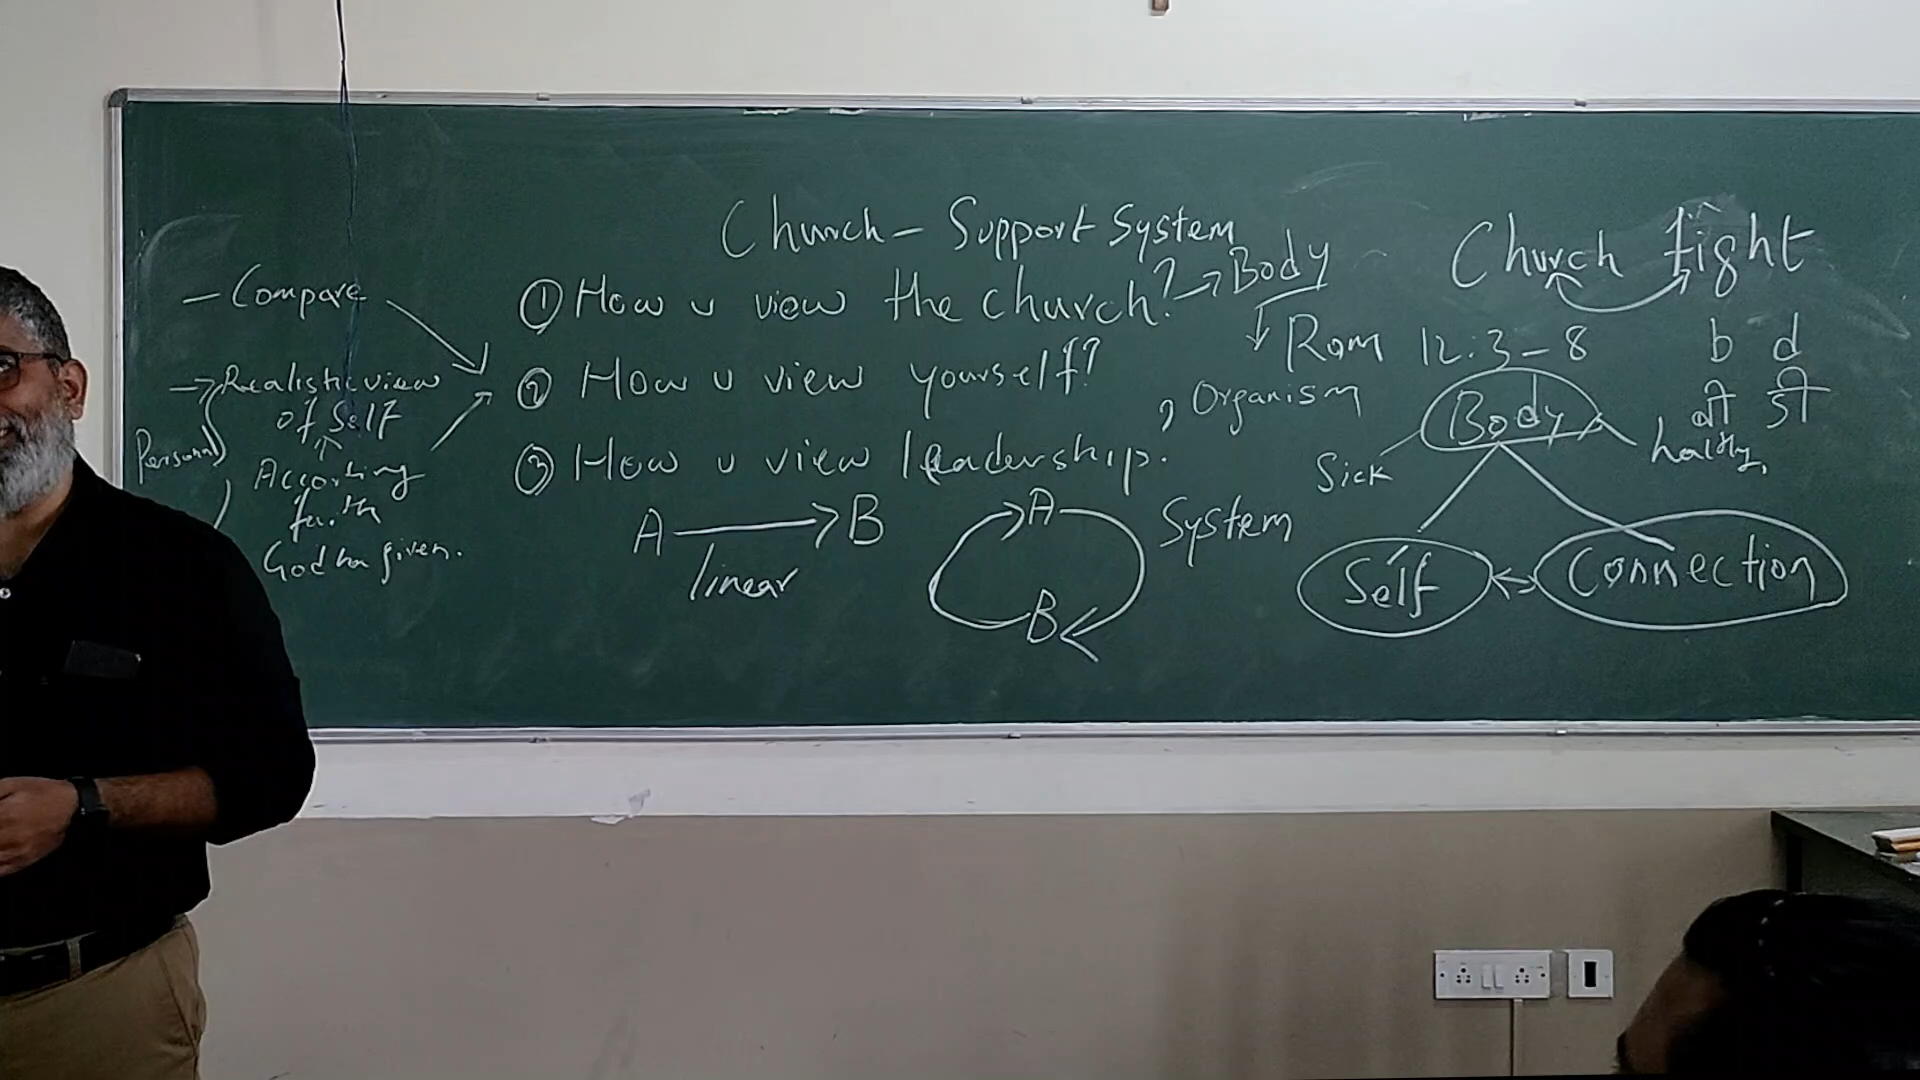 Church - Support System
① How u view the church? → Body
② How u view yourself?
③ How u view leadership?
A → B
linear
A
B
System
- Compare
→ Realistic view
of Self
Personal
According
faith
God has given.
Church fight
Rom 12:3-8
b d
Organism
Body
Sick
healthy
Self ↔ Connection